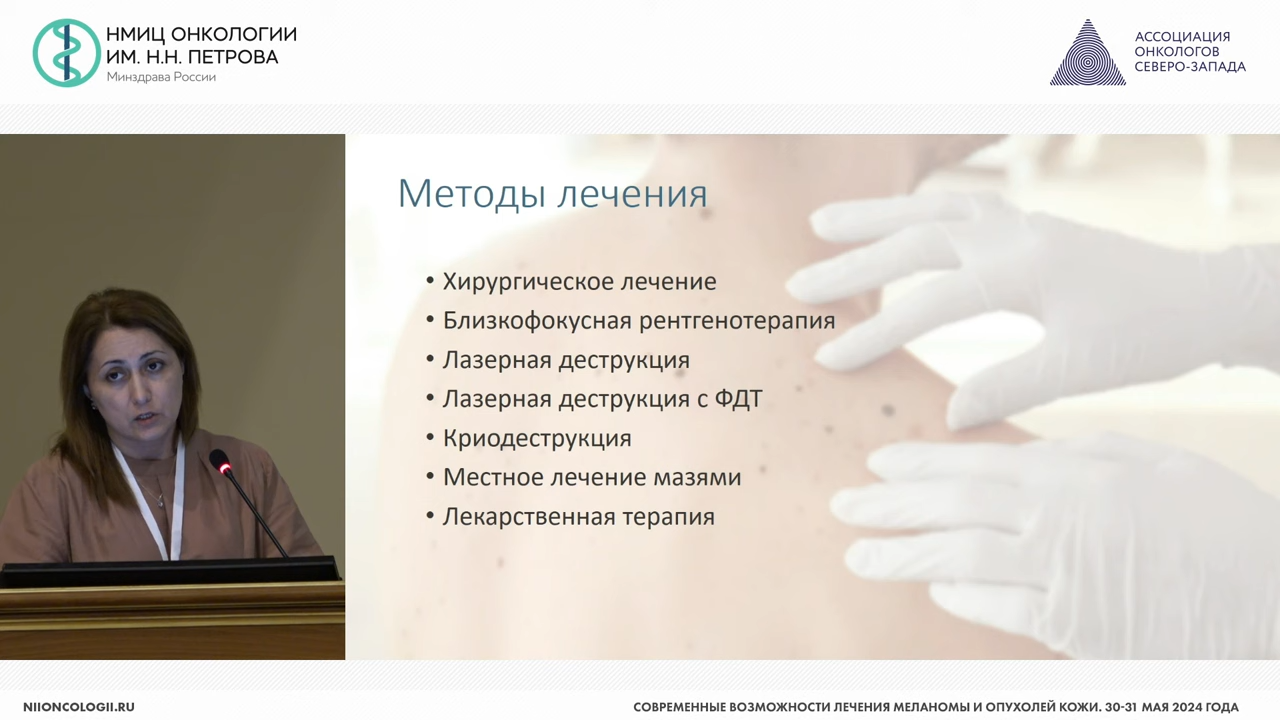 НМИЦ ОНКОЛОГИИ
ИМ. Н.Н. ПЕТРОВА
Минздрава России
АССОЦИАЦИЯ
ОНКОЛОГОВ
СЕВЕРО-ЗАПАДА
Методы лечения
• Хирургическое лечение
• Близкофокусная рентгенотерапия
• Лазерная деструкция
• Лазерная деструкция с ФДТ
• Криодеструкция
• Местное лечение мазями
• Лекарственная терапия
NIIONCOLOGII.RU
СОВРЕМЕННЫЕ ВОЗМОЖНОСТИ ЛЕЧЕНИЯ МЕЛАНОМЫ И ОПУХОЛЕЙ КОЖИ. 30-31 МАЯ 2024 ГОДА